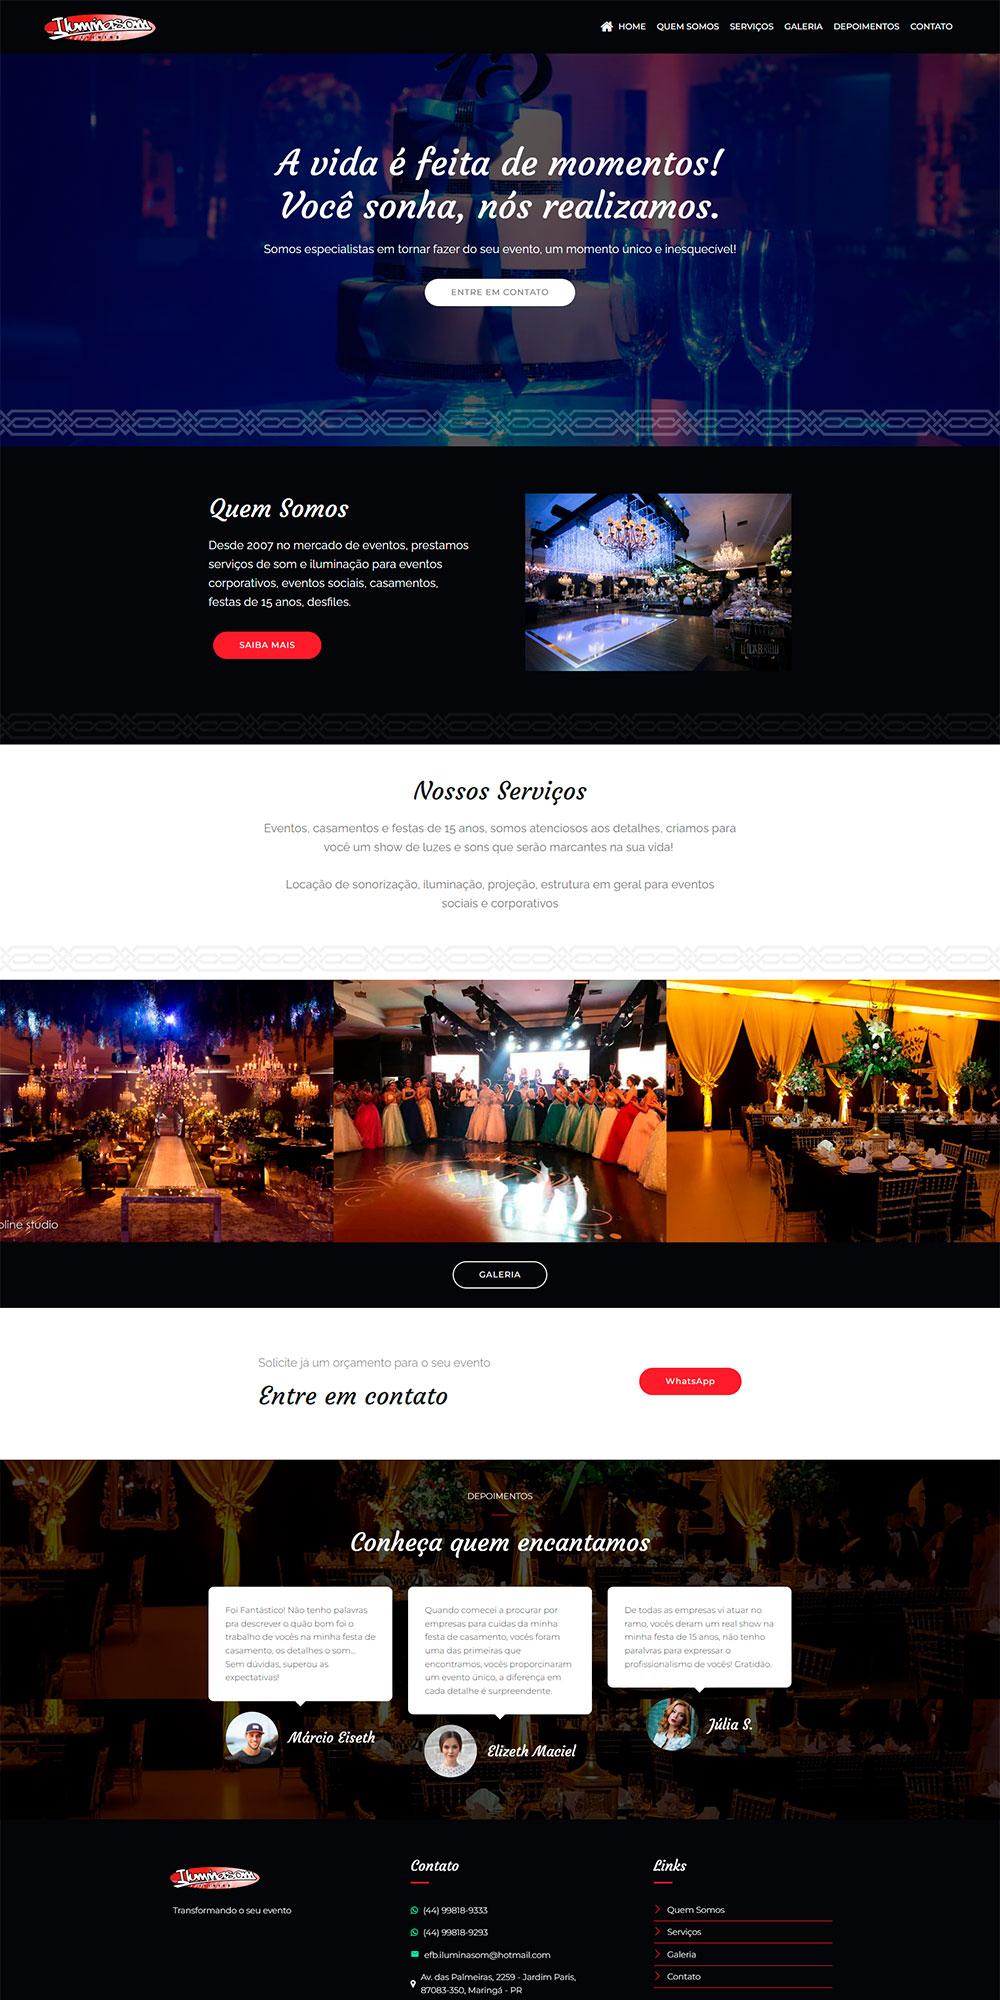 Iluminasom
HOME QUEM SOMOS SERVIÇOS GALERIA DEPOIMENTOS CONTATO
A vida é feita de momentos!
Você sonha, nós realizamos.
Somos especialistas em tornar fazer do seu evento, um momento único e inesquecível!
ENTRE EM CONTATO
Quem Somos
Desde 2007 no mercado de eventos, prestamos
serviços de som e iluminação para eventos
corporativos, eventos sociais, casamentos,
festas de 15 anos, desfiles.
SAIBA MAIS
LETICIA BERTELLI
Nossos Serviços
Eventos, casamentos e festas de 15 anos, somos atenciosos aos detalhes, criamos para
você um show de luzes e sons que serão marcantes na sua vida!
Locação de sonorização, iluminação, projeção, estrutura em geral para eventos
sociais e corporativos
oline studio
GALERIA
Solicite já um orçamento para o seu evento
Entre em contato
WhatsApp
DEPOIMENTOS
Conheça quem encantamos
Foi Fantástico! Não tenho palavras
pra descrever o quão bom foi o
trabalho de vocês na minha festa de
casamento, os detalhes o som...
Sem dúvidas, superou as
expectativas!
Márcio Eiseth
Quando comecei a procurar por
empresas para cuidas da minha
festa de casamento, vocês foram
uma das primeiras que
encontramos, vocês proporcinaram
um evento único, a diferença em
cada detalhe é surpreendente.
Elizeth Maciel
De todas as empresas vi atuar no
ramo, vocês deram um real show na
minha festa de 15 anos, não tenho
paralvras para expressar o
profissionalismo de vocês! Gratidão.
Júlia S.
Iluminasom
Transformando o seu evento
Contato
(44) 99818-9333
(44) 99818-9293
efb.iluminasom@hotmail.com
Av. das Palmeiras, 2259 - Jardim Paris,
87083-350, Maringá - PR
Links
Quem Somos
Serviços
Galeria
Contato